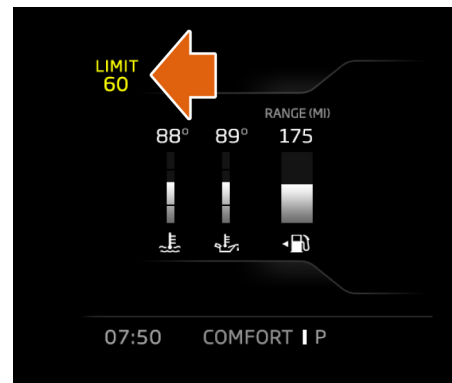 LIMIT
60
RANGE (MI)
88° 89° 175
07:50 COMFORT P